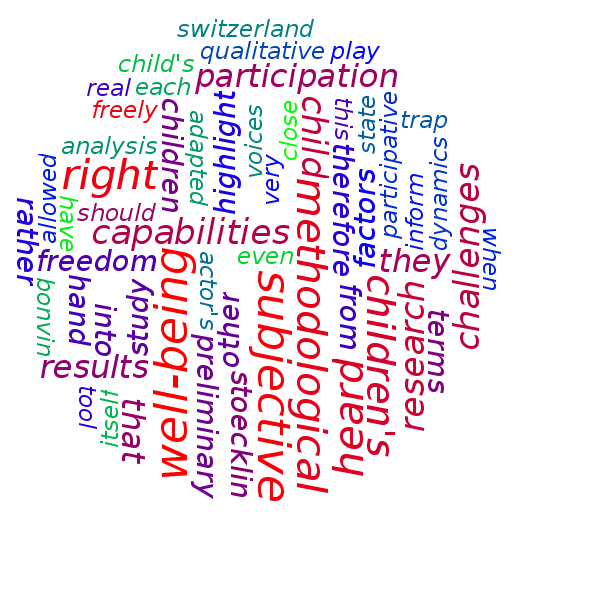 switzerland
qualitative play
child's
participation
real each
freely
trap
analysis
right
children
adapted
highlight
voices
very
close
child
this
state
participative
dynamics
inform
factors
therefore
methodological
allowed
have
should
rather
capabilities
even
they
challenges
when
freedom
bonvin
hand
into
study
well-being
actor's
other
subjective
from
children's
research
terms
results
tool
itself
that
preliminary
stoecklin
heard